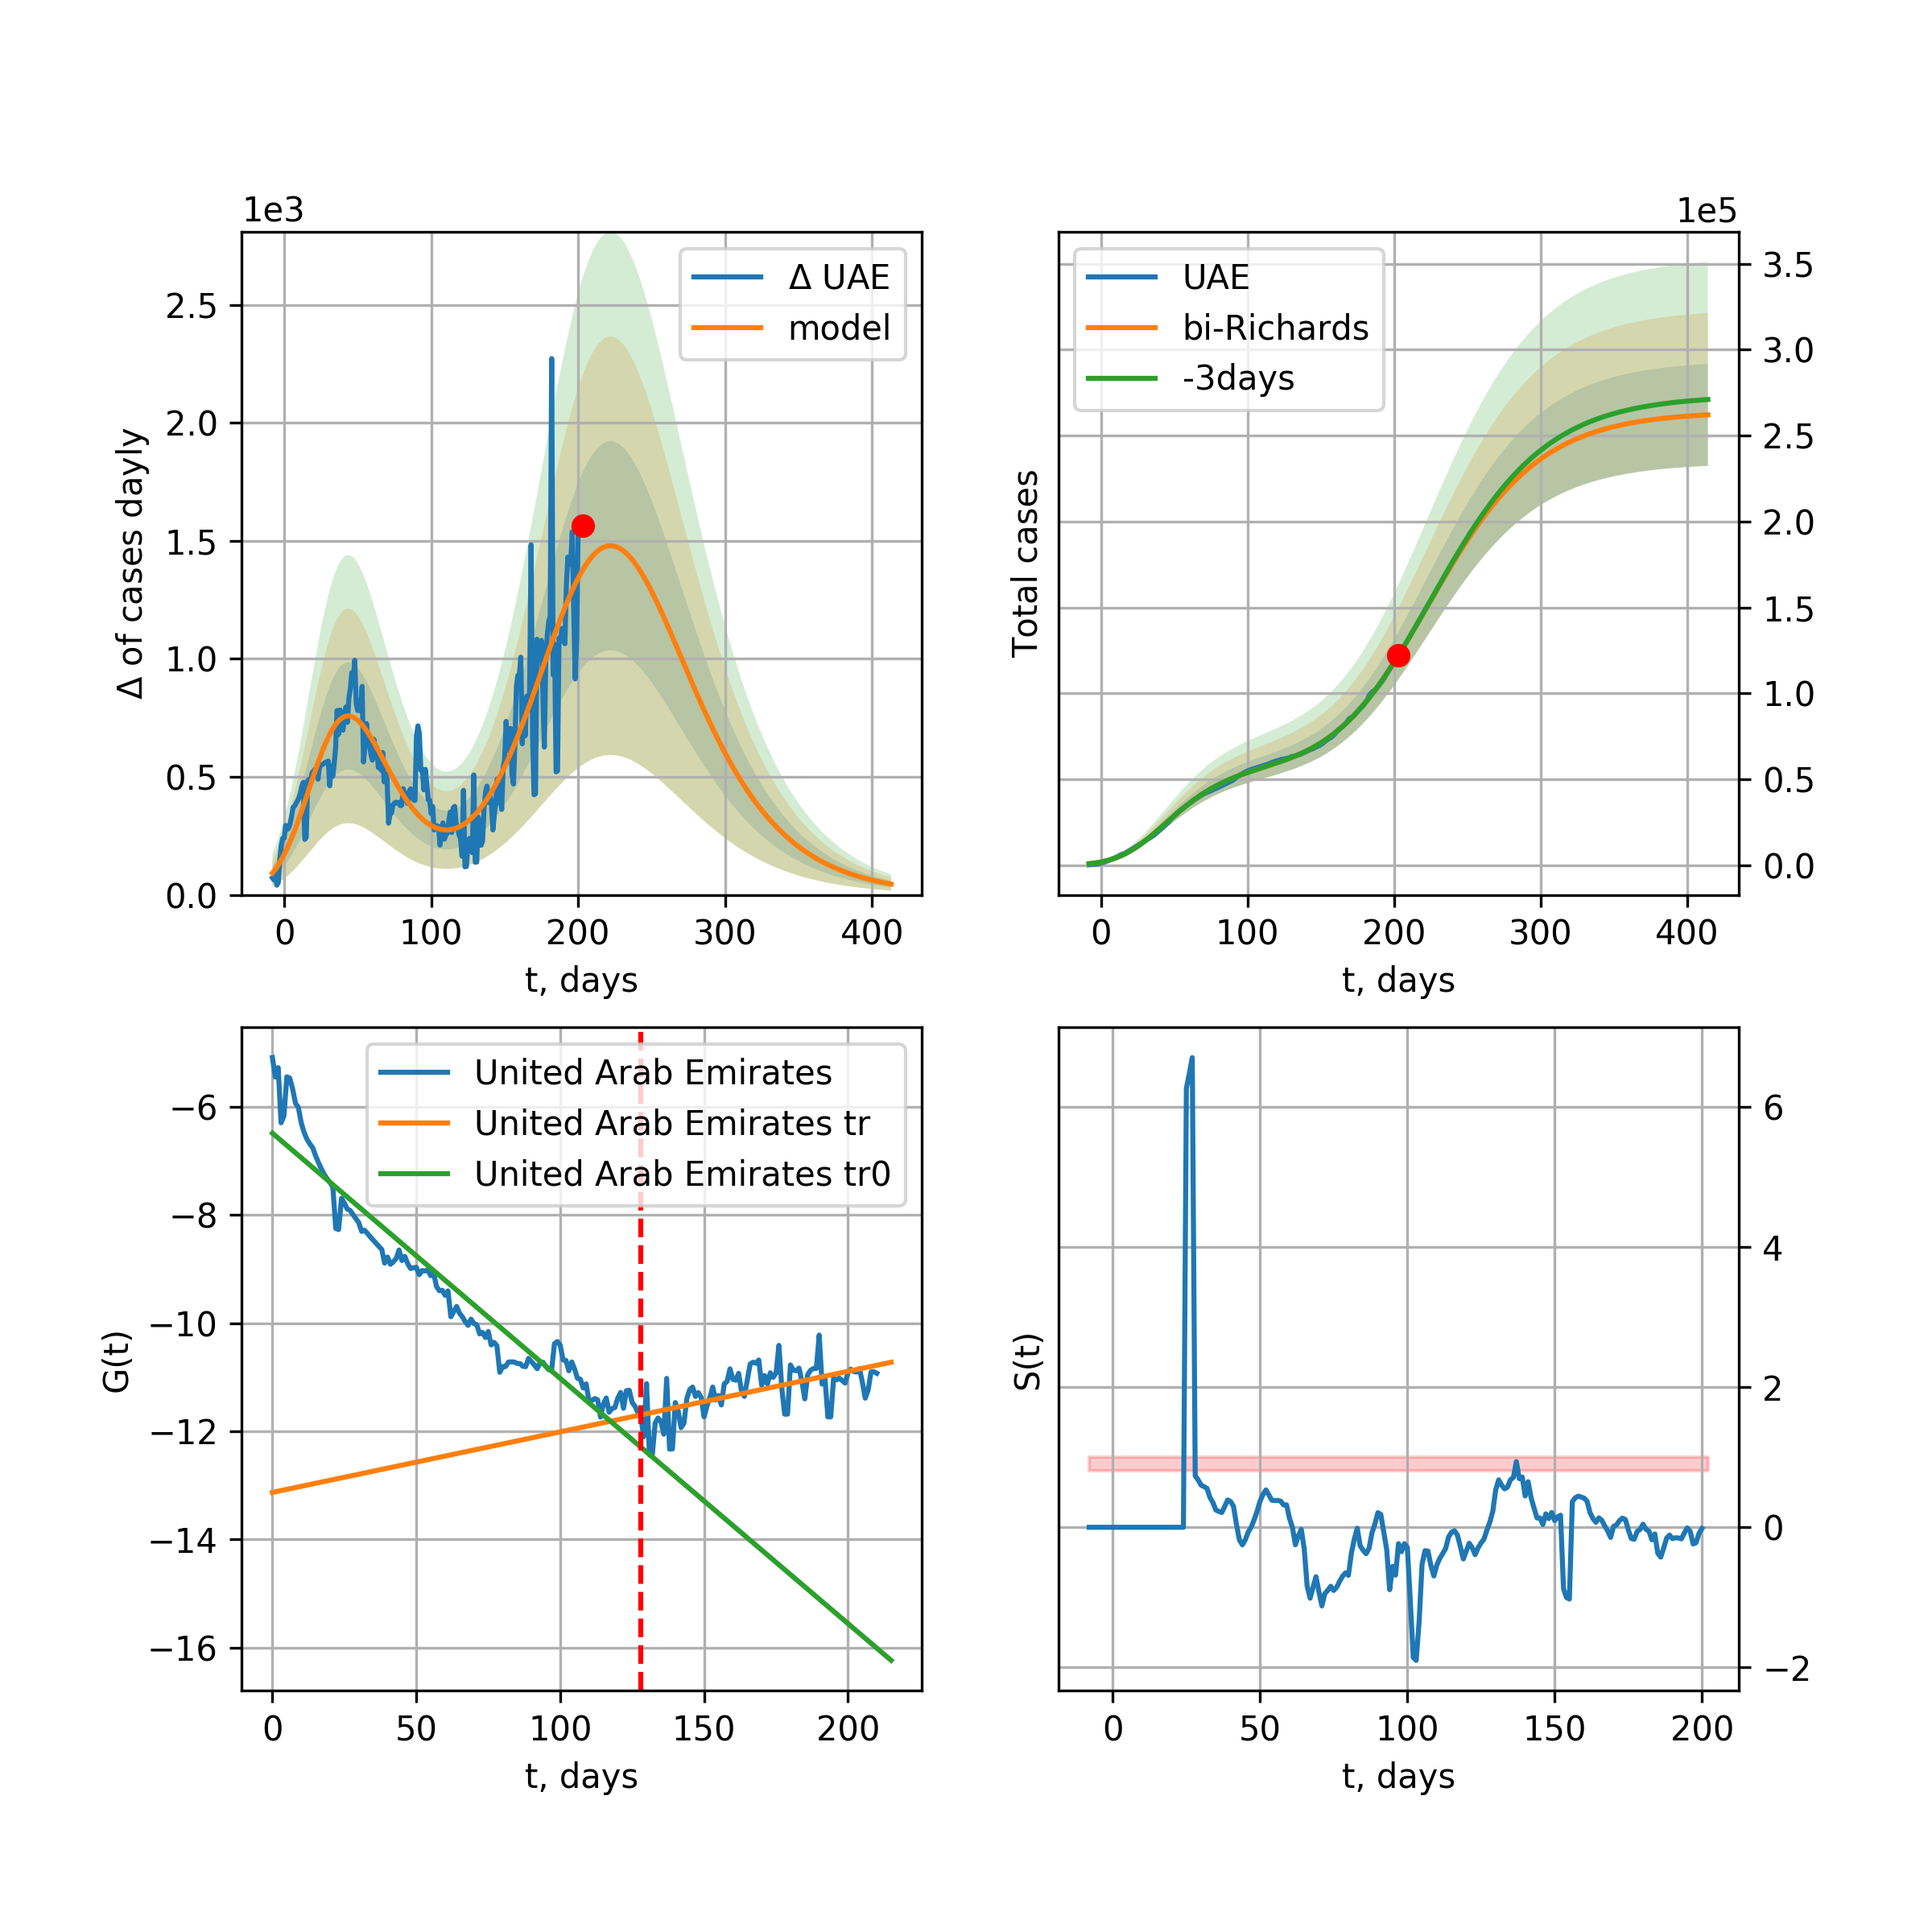 1e3
Δ of cases dayly
2.5
2.0
1.5
1.0
0.5
0.0
Δ UAE
model
0 100 200 300 400
t, days
1e5
Total cases
UAE
bi-Richards
-3days
3.5
3.0
2.5
2.0
1.5
1.0
0.5
0.0
0 100 200 300 400
t, days
G(t)
−6
−8
−10
−12
−14
−16
United Arab Emirates
United Arab Emirates tr
United Arab Emirates tr0
0 50 100 150 200
t, days
S(t)
6
4
2
0
−2
0 50 100 150 200
t, days